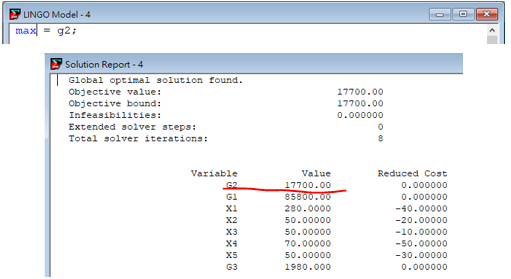 LINGO Model - 4
max = g2;
Solution Report - 4
Global optimal solution found.
Objective value: 17700.00
Objective bound: 17700.00
Infeasibilities: 0.000000
Extended solver steps: 0
Total solver iterations: 8
Variable Value Reduced Cost
G2 17700.00 0.000000
G1 85800.00 0.000000
X1 280.0000 -40.00000
X2 50.00000 -20.00000
X3 50.00000 -10.00000
X4 70.00000 -50.00000
X5 50.00000 -30.00000
G3 1980.000 0.000000